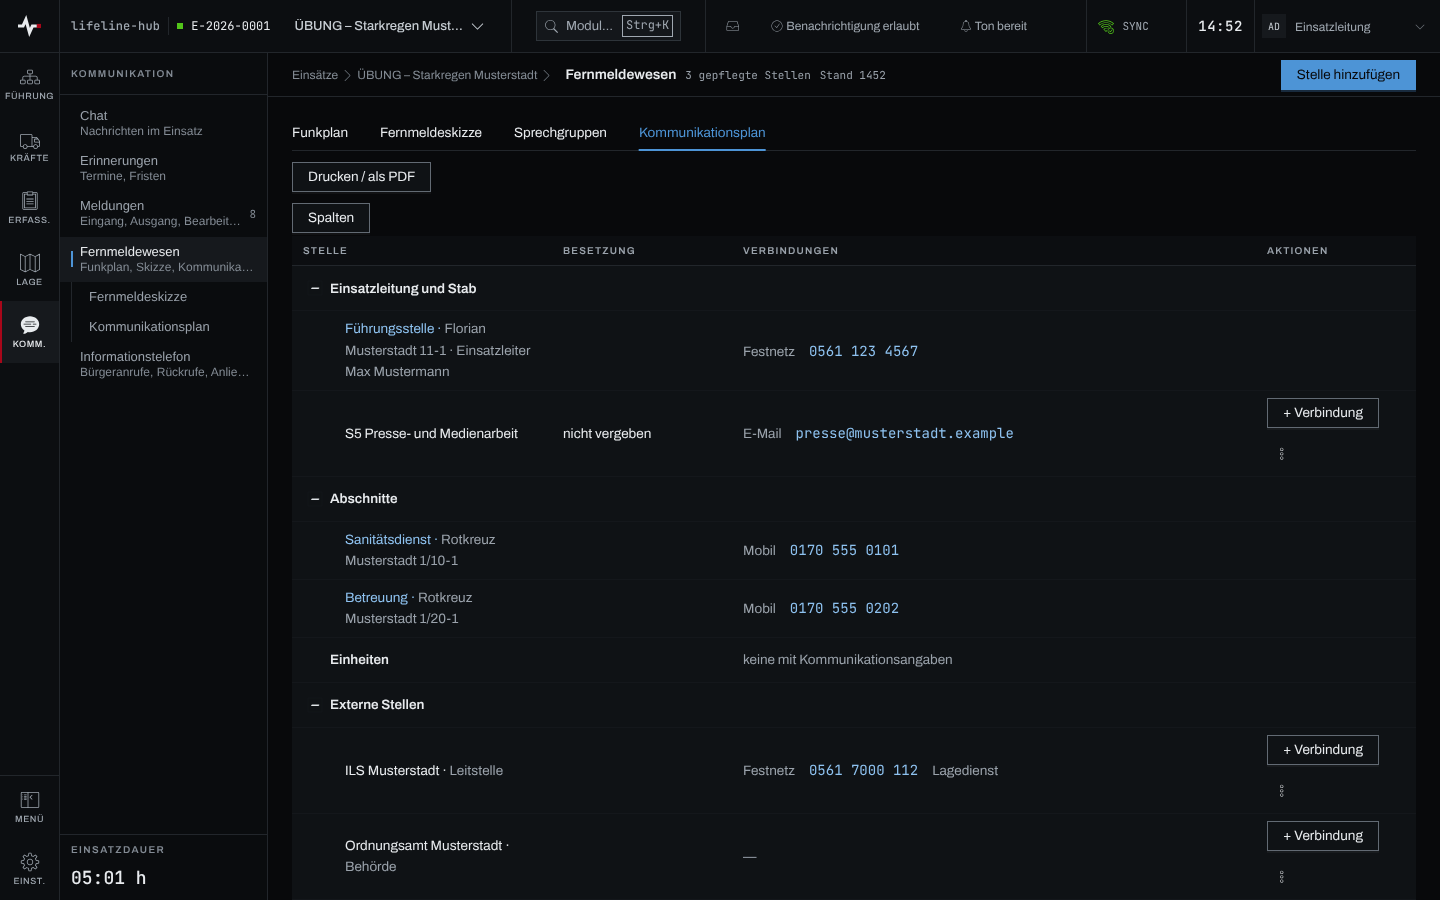 lifeline-hub E-2026-0001 ÜBUNG – Starkregen Must... Modul... Strg+K Benachrichtigung erlaubt Ton bereit SYNC 14:52 AD Einsatzleitung
FÜHRUNG
KRÄFTE
ERFASS.
LAGE
KOMM.
MENÜ
EINST.
KOMMUNIKATION
Chat
Nachrichten im Einsatz
Erinnerungen
Termine, Fristen
Meldungen
Eingang, Ausgang, Bearbeit... 8
Fernmeldewesen
Funkplan, Skizze, Kommunika...
Fernmeldeskizze
Kommunikationsplan
Informationstelefon
Bürgeranrufe, Rückrufe, Anlie...
EINSATZDAUER
05:01 h
Einsätze ÜBUNG – Starkregen Musterstadt Fernmeldewesen 3 gepflegte Stellen Stand 1452 Stelle hinzufügen
Funkplan Fernmeldeskizze Sprechgruppen Kommunikationsplan
Drucken / als PDF
Spalten
STELLE BESETZUNG VERBINDUNGEN AKTIONEN
– Einsatzleitung und Stab
Führungsstelle · Florian
Musterstadt 11-1 · Einsatzleiter
Max Mustermann
Festnetz 0561 123 4567
S5 Presse- und Medienarbeit nicht vergeben E-Mail presse@musterstadt.example + Verbindung
– Abschnitte
Sanitätsdienst · Rotkreuz
Musterstadt 1/10-1
Mobil 0170 555 0101
Betreuung · Rotkreuz
Musterstadt 1/20-1
Mobil 0170 555 0202
Einheiten keine mit Kommunikationsangaben
– Externe Stellen
ILS Musterstadt · Leitstelle Festnetz 0561 7000 112 Lagedienst + Verbindung
Ordnungsamt Musterstadt ·
Behörde
— + Verbindung